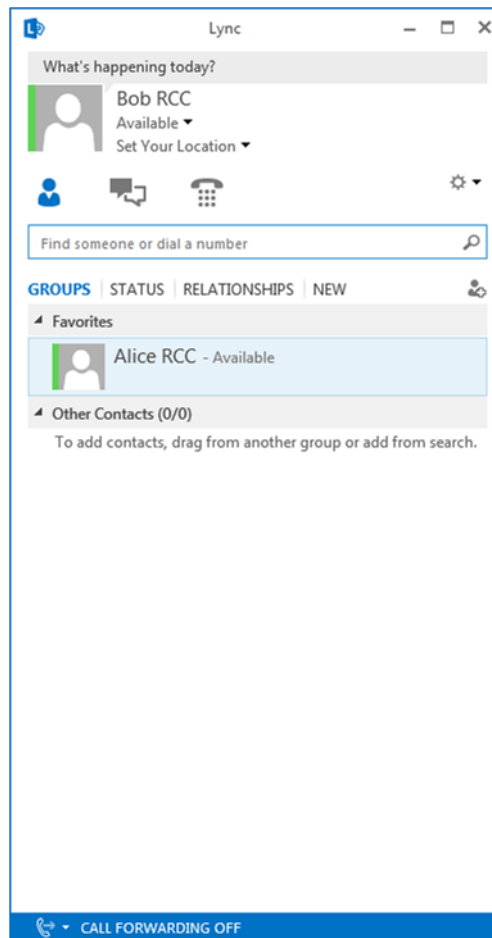 Lync
What's happening today?
Bob RCC
Available
Set Your Location
Find someone or dial a number
GROUPS STATUS RELATIONSHIPS NEW
Favorites
Alice RCC - Available
Other Contacts (0/0)
To add contacts, drag from another group or add from search.
CALL FORWARDING OFF